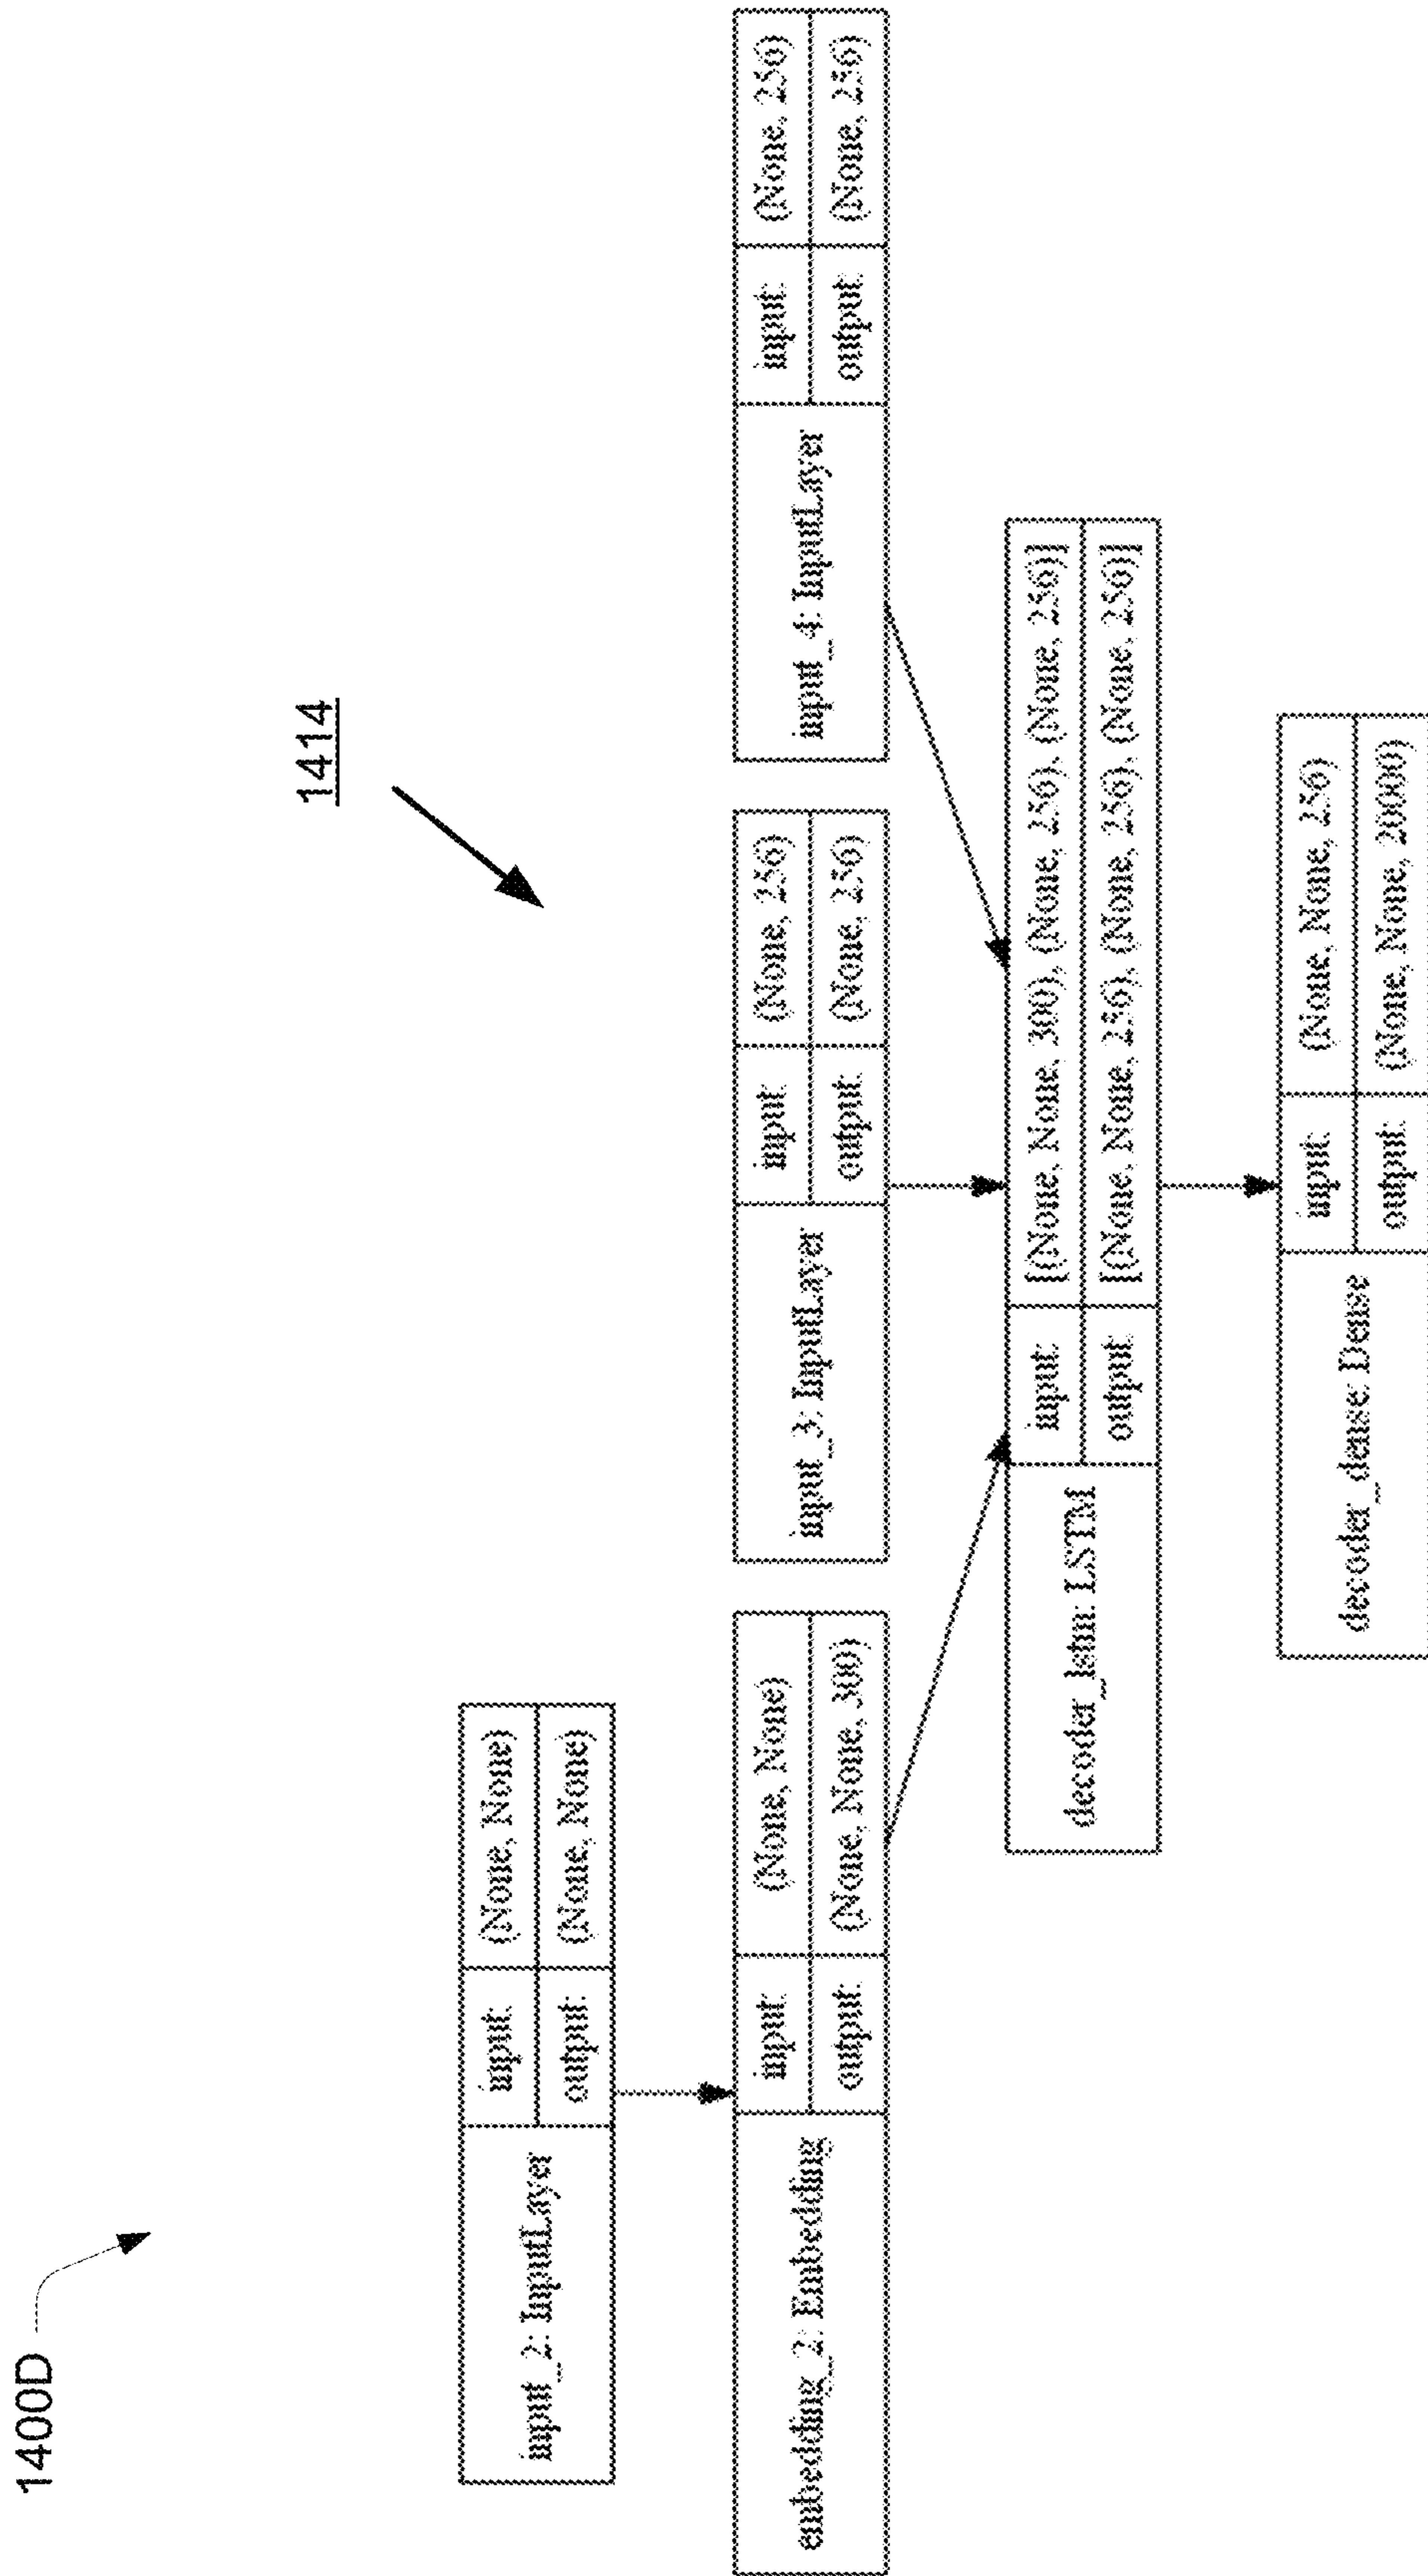 1400D
1414
input_2: InputLayer
input: (None, None)
output: (None, None)
embedding_2: Embedding
input: (None, None)
output: (None, None, 300)
input_3: InputLayer
input: (None, 256)
output: (None, 256)
input_4: InputLayer
input: (None, 256)
output: (None, 256)
decoder_lstm: LSTM
input: [(None, None, 300), (None, 256), (None, 256)]
output: [(None, None, 256), (None, 256), (None, 256)]
decoder_dense: Dense
input: (None, None, 256)
output: (None, None, 20000)